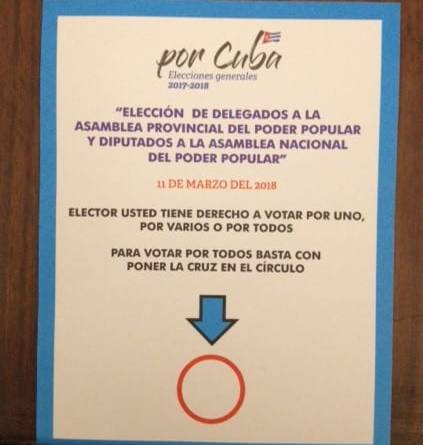 por Cuba
Elecciones generales
2017-2018
"ELECCIÓN DE DELEGADOS A LA
ASAMBLEA PROVINCIAL DEL PODER POPULAR
Y DIPUTADOS A LA ASAMBLEA NACIONAL
DEL PODER POPULAR"
11 DE MARZO DEL 2018
ELECTOR USTED TIENE DERECHO A VOTAR POR UNO,
POR VARIOS O POR TODOS
PARA VOTAR POR TODOS BASTA CON
PONER LA CRUZ EN EL CÍRCULO